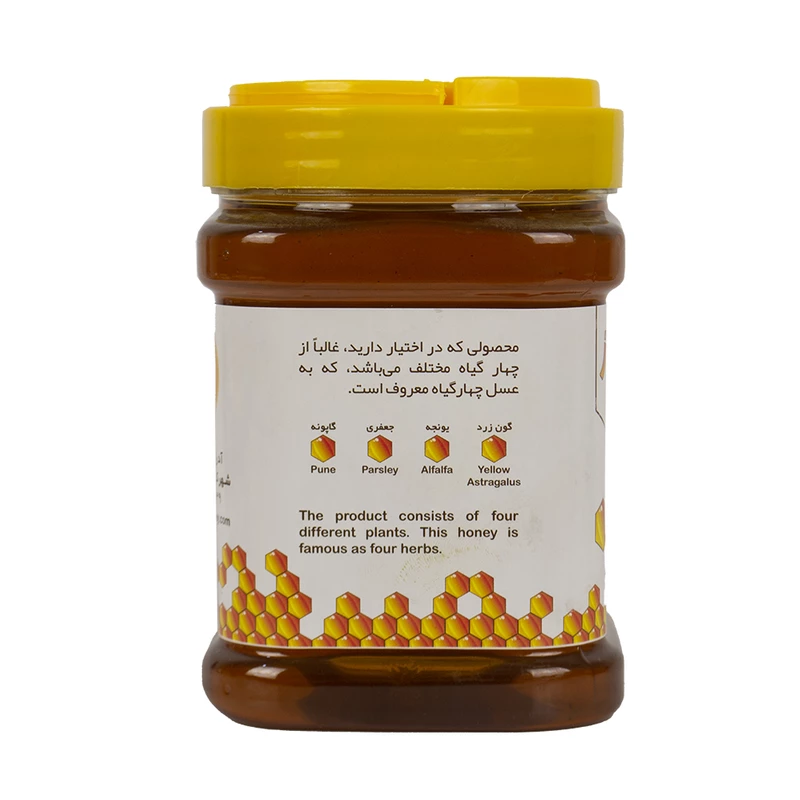 محصولی که در اختیار دارید، غالباً از
چهار گیاه مختلف می‌باشد، که به
عسل چهارگیاه معروف است.
گون زرد یونجه جعفری گاپونه
Pune Parsley Alfalfa Yellow
Astragalus
The product consists of four
different plants. This honey is
famous as four herbs.
.com